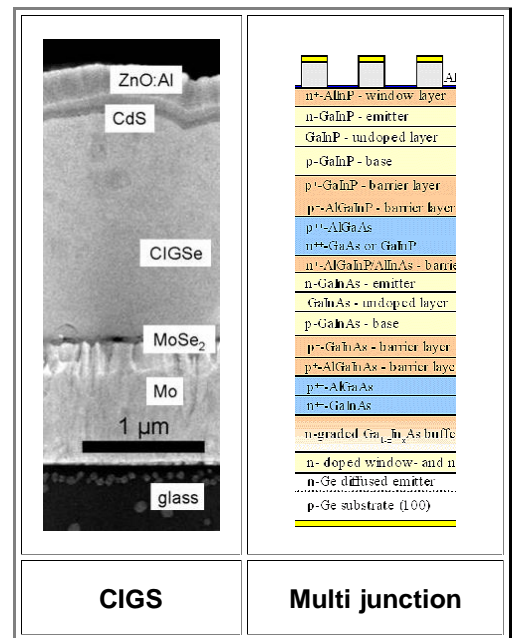 ZnO:Al
CdS
CIGSe
MoSe₂
Mo
1 µm
glass
CIGS
Al
n⁺-AlInP - window layer
n-GaInP - emitter
GaInP - undoped layer
p-GaInP - base
p⁺-GaInP - barrier layer
p⁺-AlGaInP - barrier layer
p⁺⁺-AlGaAs
n⁺⁺-GaAs or GaInP
n⁺-AlGaInP/AlInAs - barrie
n-GaInAs - emitter
GaInAs - undoped layer
p-GaInAs - base
p⁺-GaInAs - barrier layer
p⁺-AlGaInAs - barrier laye
p⁺⁺-AlGaAs
n⁺⁺-GaInAs
n-graded Ga₁₋ₓInₓAs buffe
n- doped window- and n
n-Ge diffused emitter
p-Ge substrate (100)
Multi junction